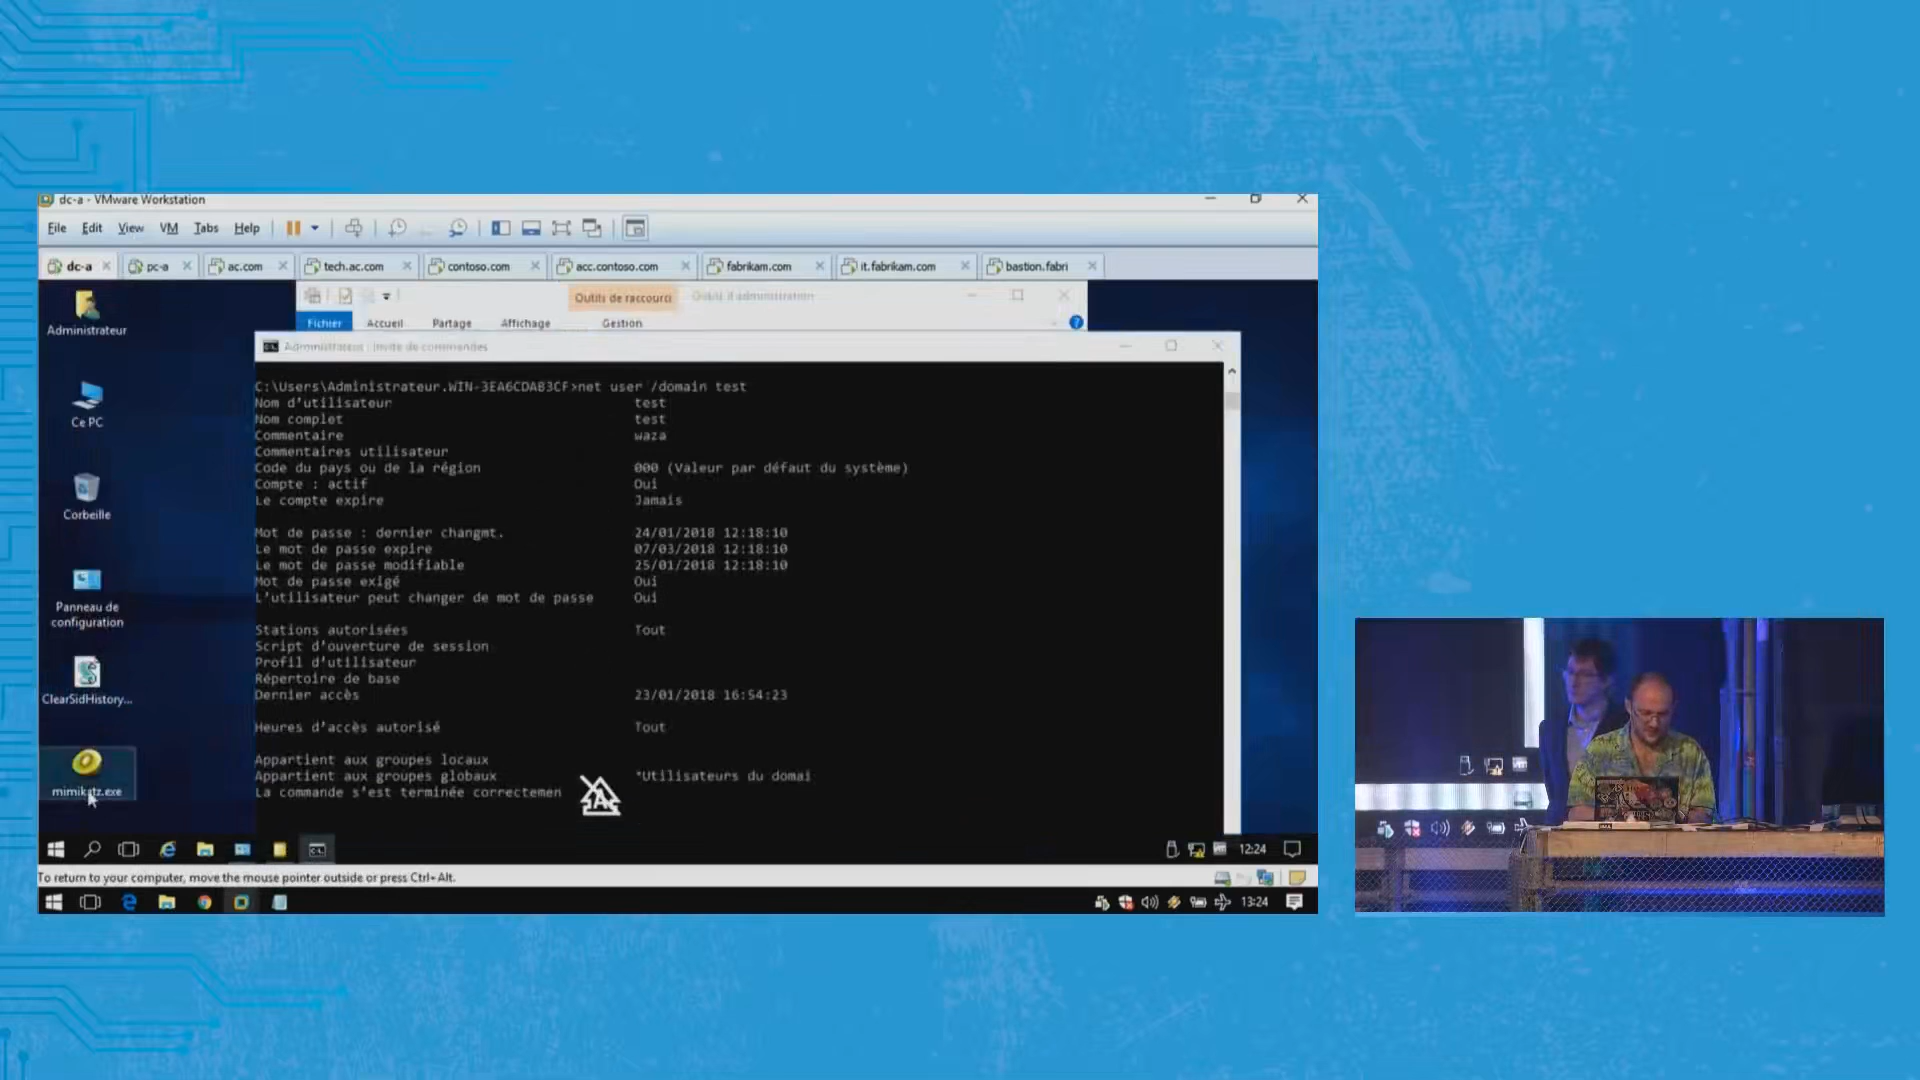 dc-a - VMware Workstation
File Edit View VM Tabs Help
dc-a pc-a ac.com tech.ac.com contoso.com acc.contoso.com fabrikam.com it.fabrikam.com bastion.fabri
Outils de raccourci Outils d'administration
Fichier Accueil Partage Affichage Gestion
Administrateur : Invite de commandes
Administrateur
Ce PC
Corbeille
Panneau de
configuration
ClearSidHistory...
mimikatz.exe
C:\Users\Administrateur.WIN-3EA6CDAB3CF>net user /domain test
Nom d'utilisateur test
Nom complet test
Commentaire waza
Commentaires utilisateur
Code du pays ou de la région 000 (Valeur par défaut du système)
Compte : actif Oui
Le compte expire Jamais
Mot de passe : dernier changmt. 24/01/2018 12:18:10
Le mot de passe expire 07/03/2018 12:18:10
Le mot de passe modifiable 25/01/2018 12:18:10
Mot de passe exigé Oui
L'utilisateur peut changer de mot de passe Oui
Stations autorisées Tout
Script d'ouverture de session
Profil d'utilisateur
Répertoire de base
Dernier accès 23/01/2018 16:54:23
Heures d'accès autorisé Tout
Appartient aux groupes locaux
Appartient aux groupes globaux *Utilisateurs du domai
La commande s'est terminée correctemen
12:24
To return to your computer, move the mouse pointer outside or press Ctrl+Alt.
13:24